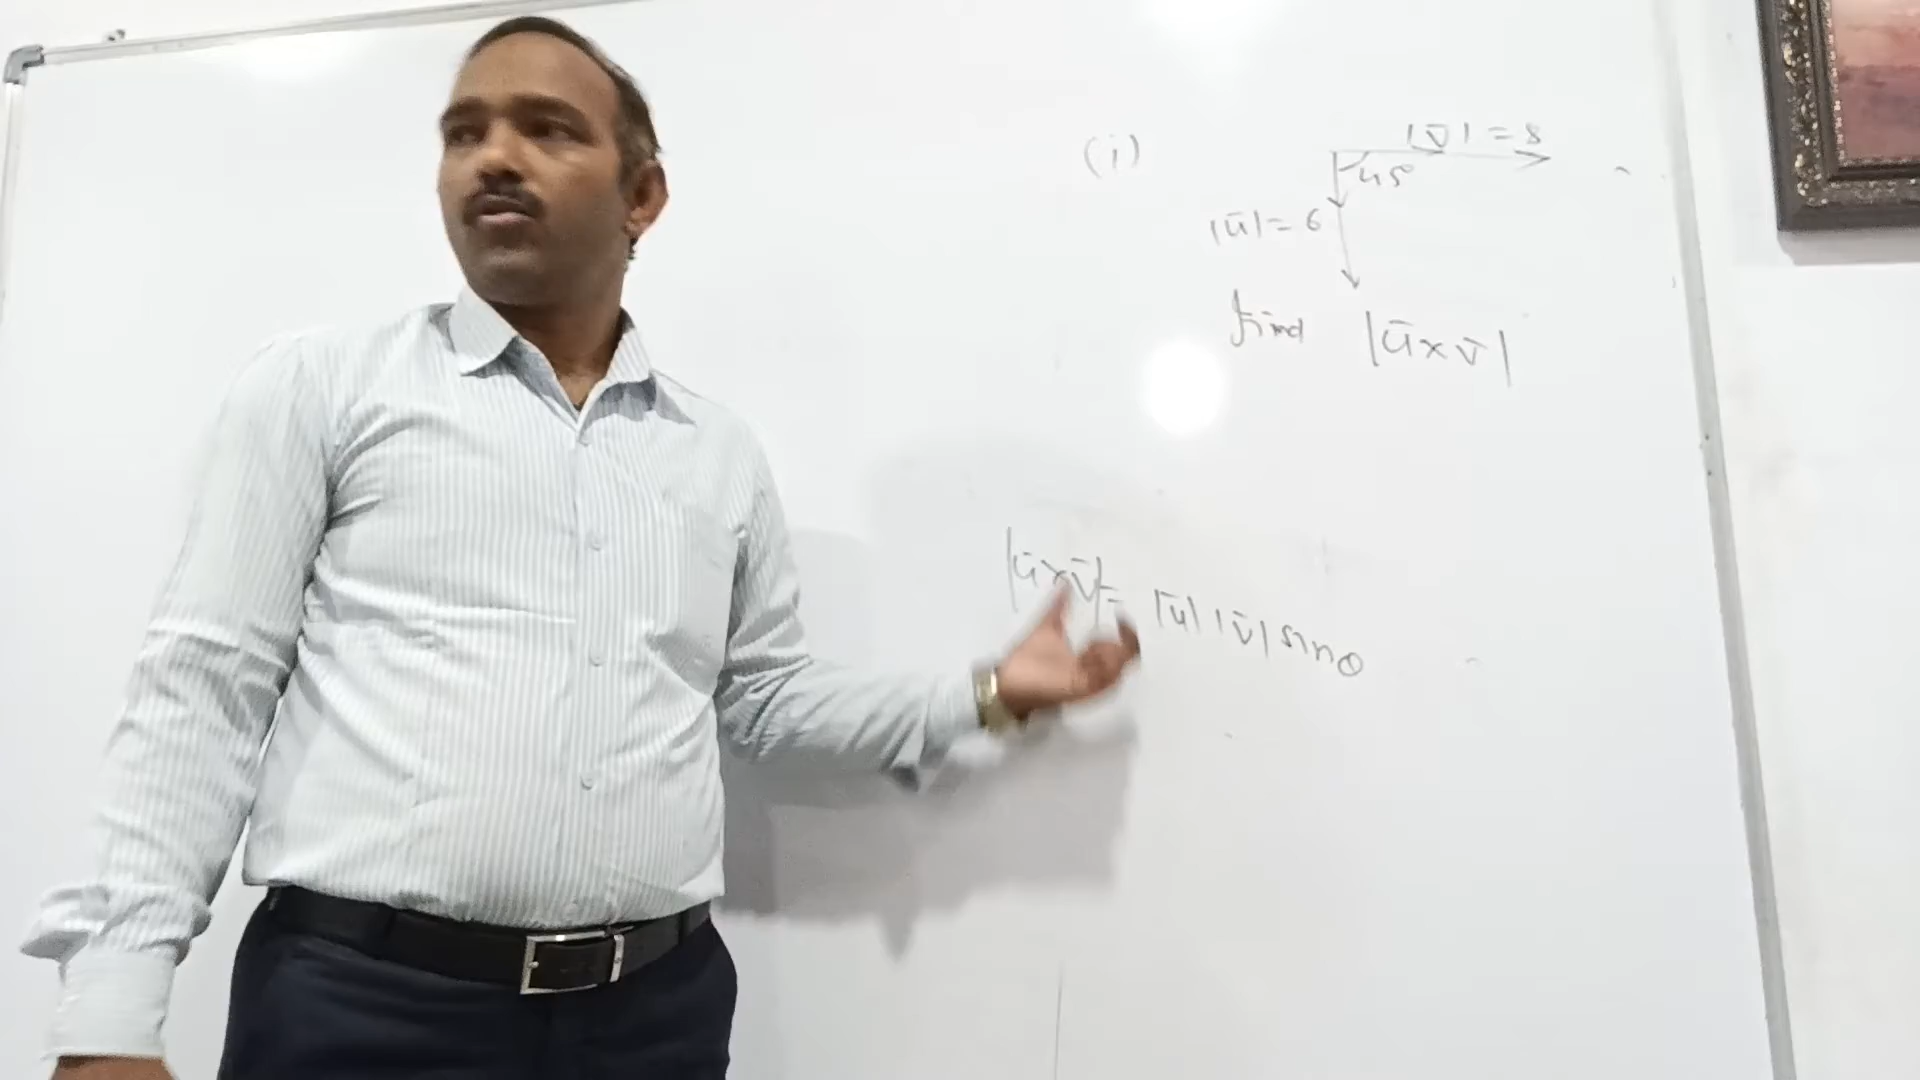 (i)
|v̄| = 8
45°
|ū| = 6
find |ū×v̄|
|ū×v̄| = |ū| |v̄| sin θ